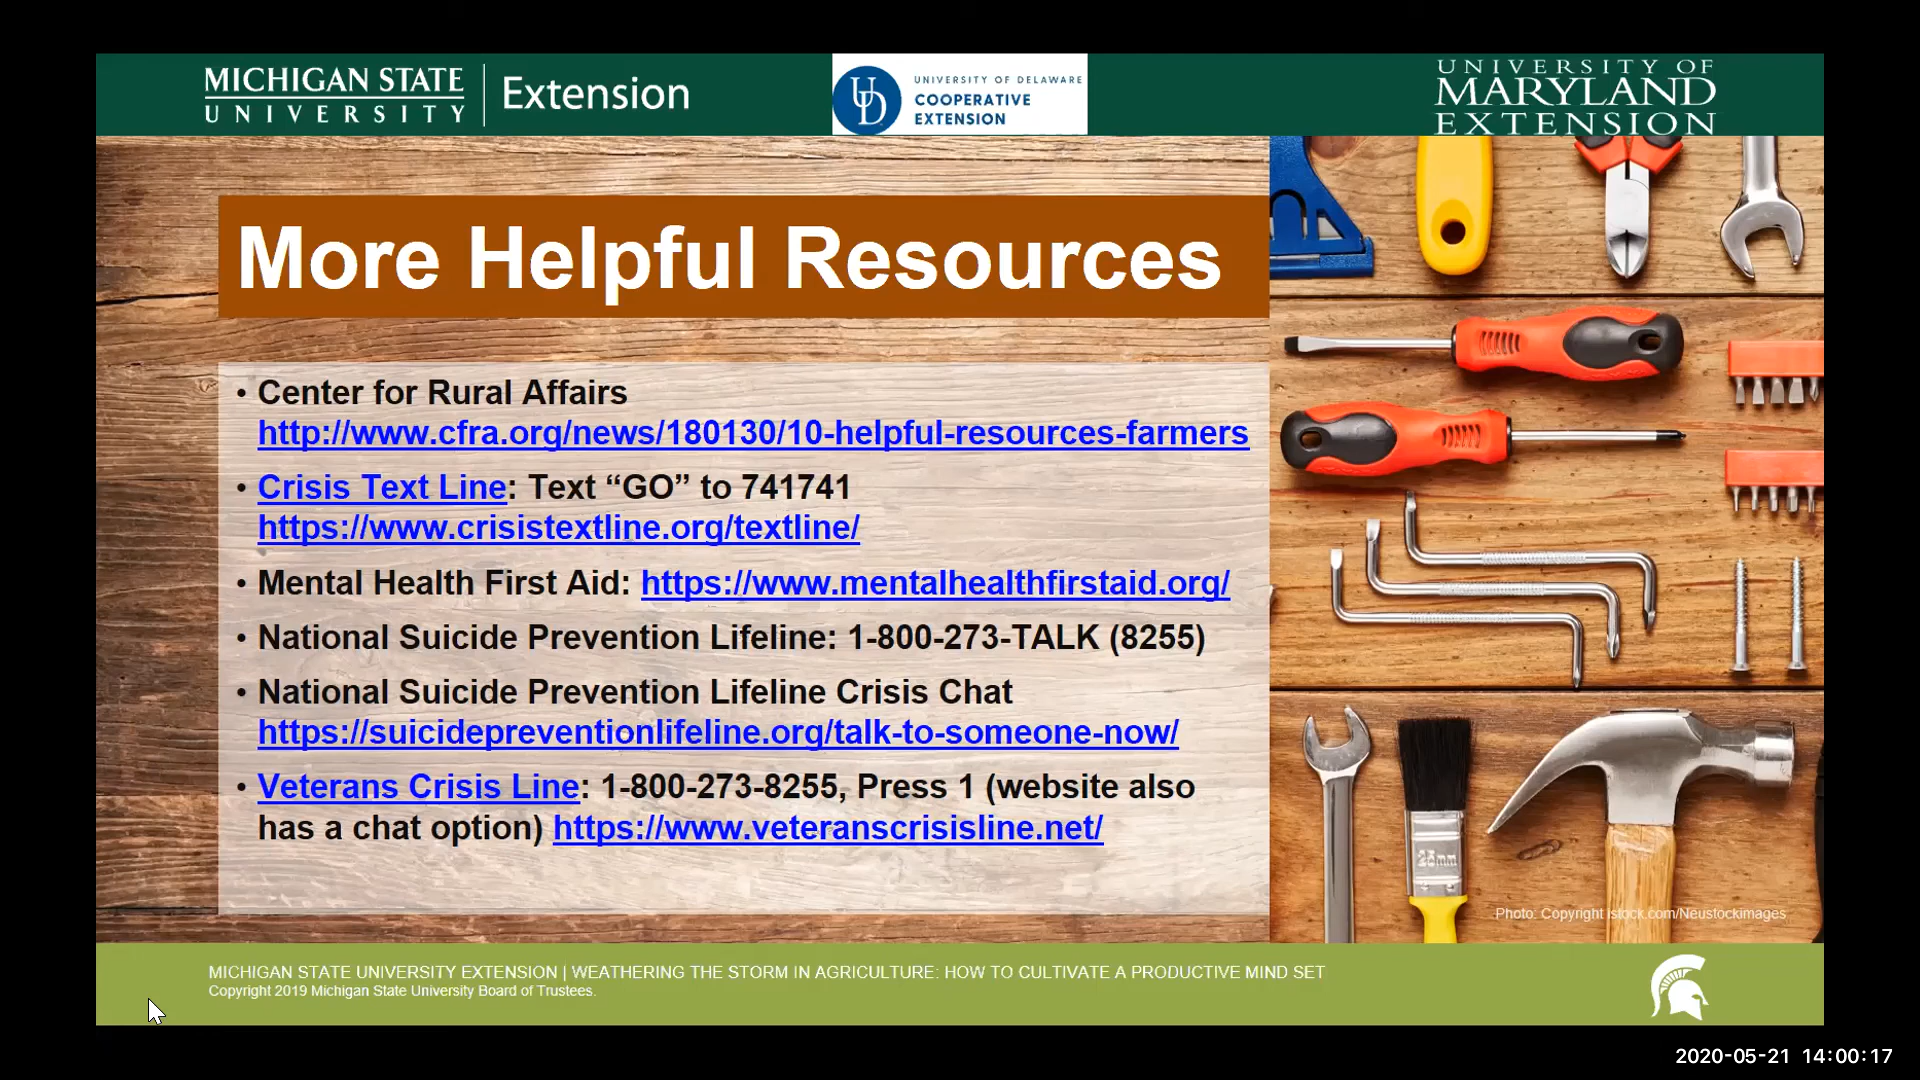 MICHIGAN STATE
UNIVERSITY
Extension
UNIVERSITY OF DELAWARE
COOPERATIVE
EXTENSION
UD
UNIVERSITY OF
MARYLAND
EXTENSION
More Helpful Resources
• Center for Rural Affairs
http://www.cfra.org/news/180130/10-helpful-resources-farmers
• Crisis Text Line: Text “GO” to 741741
https://www.crisistextline.org/textline/
• Mental Health First Aid: https://www.mentalhealthfirstaid.org/
• National Suicide Prevention Lifeline: 1-800-273-TALK (8255)
• National Suicide Prevention Lifeline Crisis Chat
https://suicidepreventionlifeline.org/talk-to-someone-now/
• Veterans Crisis Line: 1-800-273-8255, Press 1 (website also
has a chat option) https://www.veteranscrisisline.net/
25mm
Photo: Copyright istock.com/Neustockimages
MICHIGAN STATE UNIVERSITY EXTENSION | WEATHERING THE STORM IN AGRICULTURE: HOW TO CULTIVATE A PRODUCTIVE MIND SET
Copyright 2019 Michigan State University Board of Trustees.
2020-05-21 14:00:17